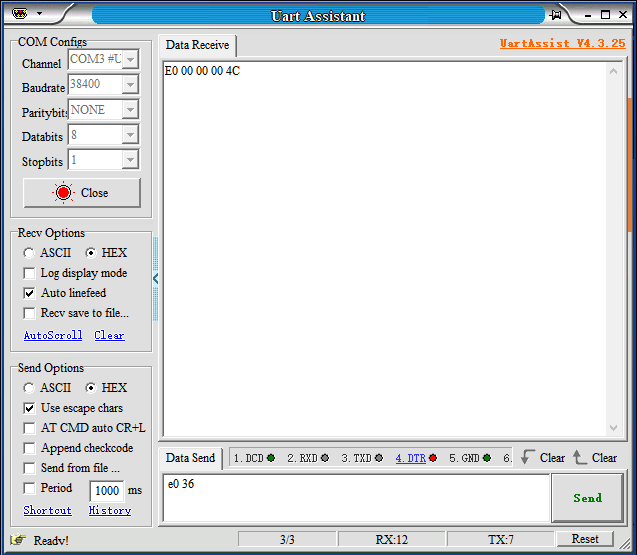 Uart Assistant
COM Configs
Channel COM3 #U
Baudrate 38400
Paritybits NONE
Databits 8
Stopbits 1
Close
Recv Options
ASCII HEX
Log display mode
Auto linefeed
Recv save to file...
AutoScroll Clear
Send Options
ASCII HEX
Use escape chars
AT CMD auto CR+L
Append checkcode
Send from file ...
Period 1000 ms
Shortcut History
Data Receive UartAssist V4.3.25
E0 00 00 00 4C
Data Send 1.DCD 2.RXD 3.TXD 4.DTR 5.GND 6. Clear Clear
e0 36
Send
Ready! 3/3 RX:12 TX:7 Reset